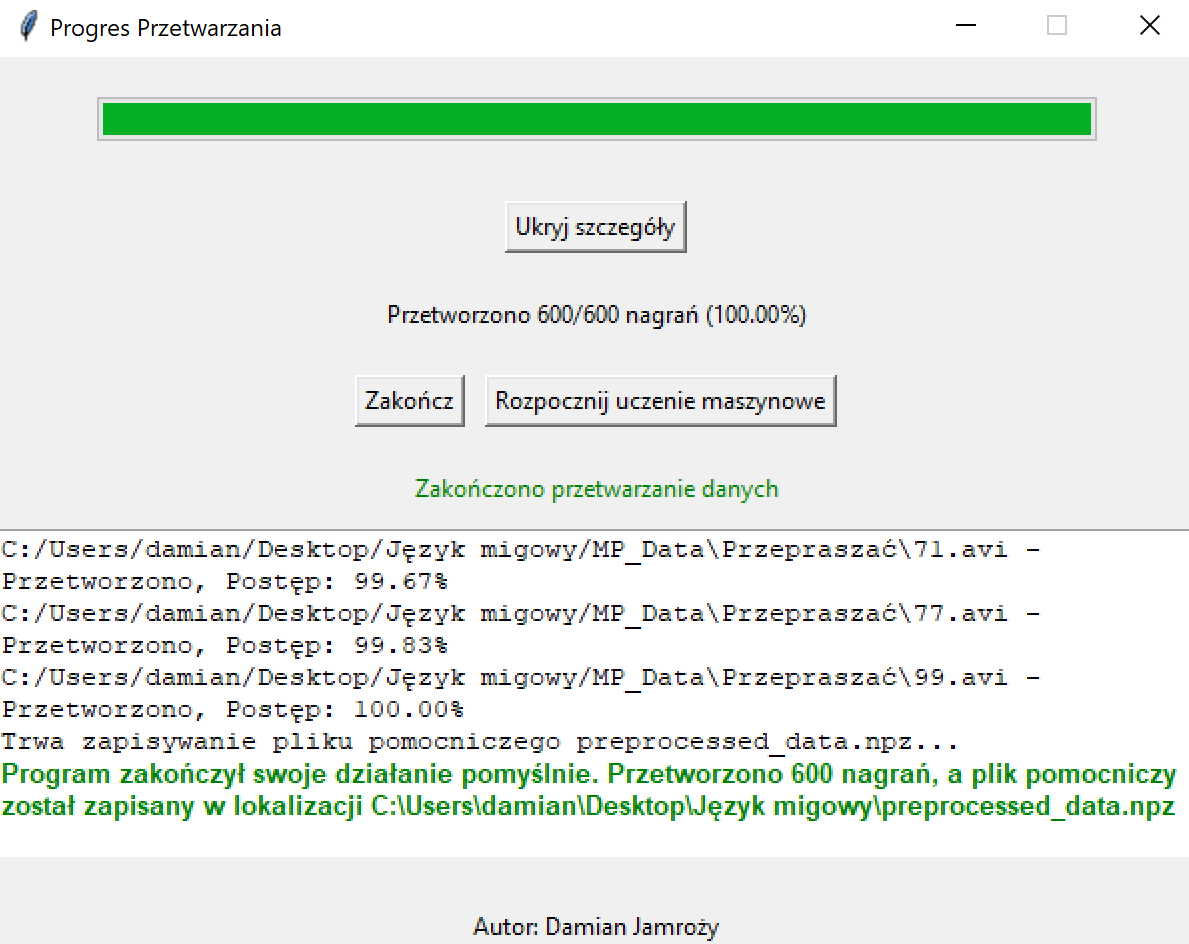 Progres Przetwarzania
Ukryj szczegóły
Przetworzono 600/600 nagrań (100.00%)
Zakończ Rozpocznij uczenie maszynowe
Zakończono przetwarzanie danych
C:/Users/damian/Desktop/Język migowy/MP_Data\Przepraszać\71.avi -
Przetworzono, Postęp: 99.67%
C:/Users/damian/Desktop/Język migowy/MP_Data\Przepraszać\77.avi -
Przetworzono, Postęp: 99.83%
C:/Users/damian/Desktop/Język migowy/MP_Data\Przepraszać\99.avi -
Przetworzono, Postęp: 100.00%
Trwa zapisywanie pliku pomocniczego preprocessed_data.npz...
Program zakończył swoje działanie pomyślnie. Przetworzono 600 nagrań, a plik pomocniczy
został zapisany w lokalizacji C:\Users\damian\Desktop\Język migowy\preprocessed_data.npz
Autor: Damian Jamroży